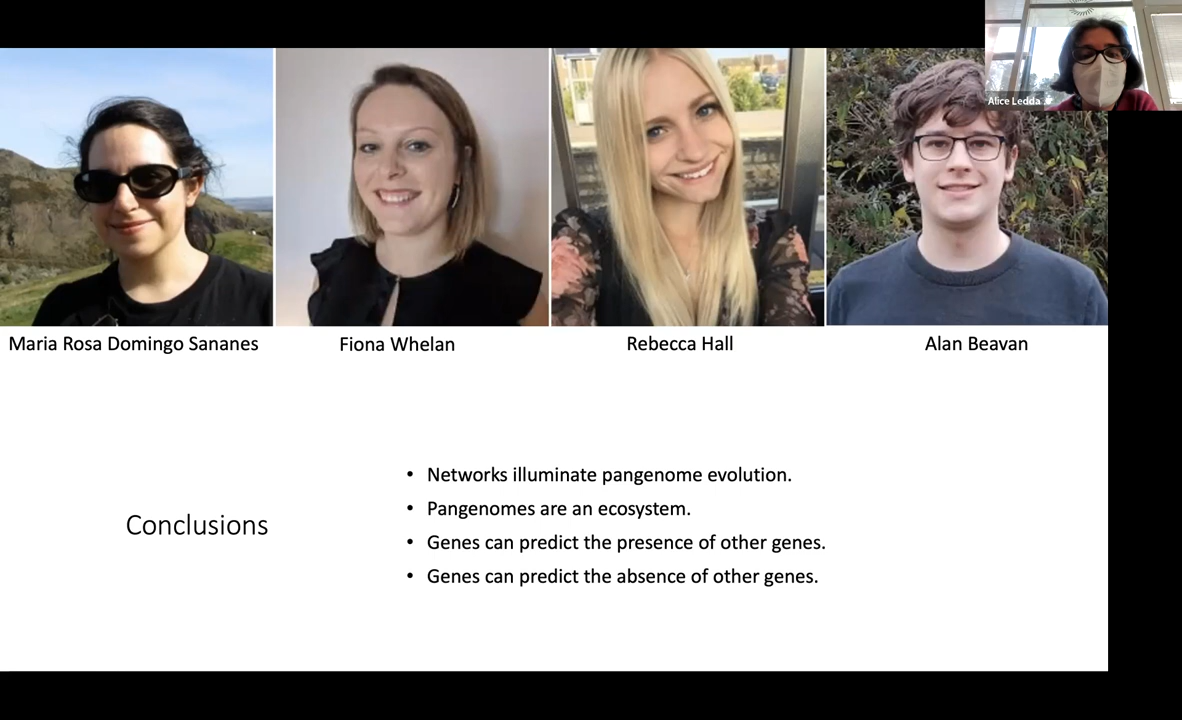 Alice Ledda
Maria Rosa Domingo Sananes
Fiona Whelan
Rebecca Hall
Alan Beavan
Conclusions
• Networks illuminate pangenome evolution.
• Pangenomes are an ecosystem.
• Genes can predict the presence of other genes.
• Genes can predict the absence of other genes.